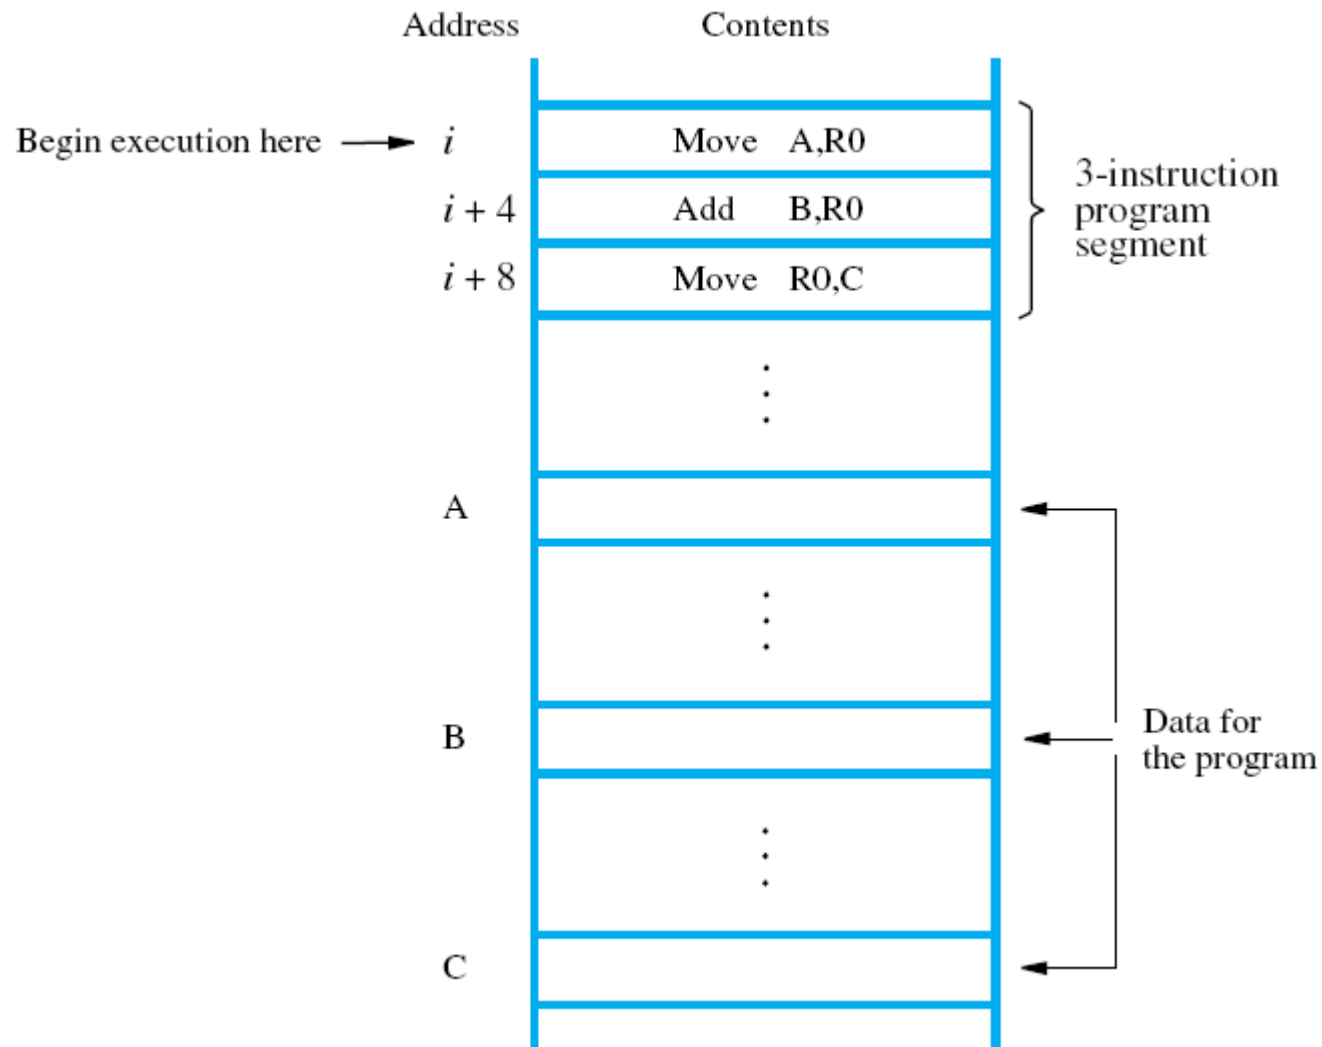 Address Contents
Begin execution here i Move A,R0
i + 4 Add B,R0
i + 8 Move R0,C
3-instruction
program
segment
A
B
C
Data for
the program